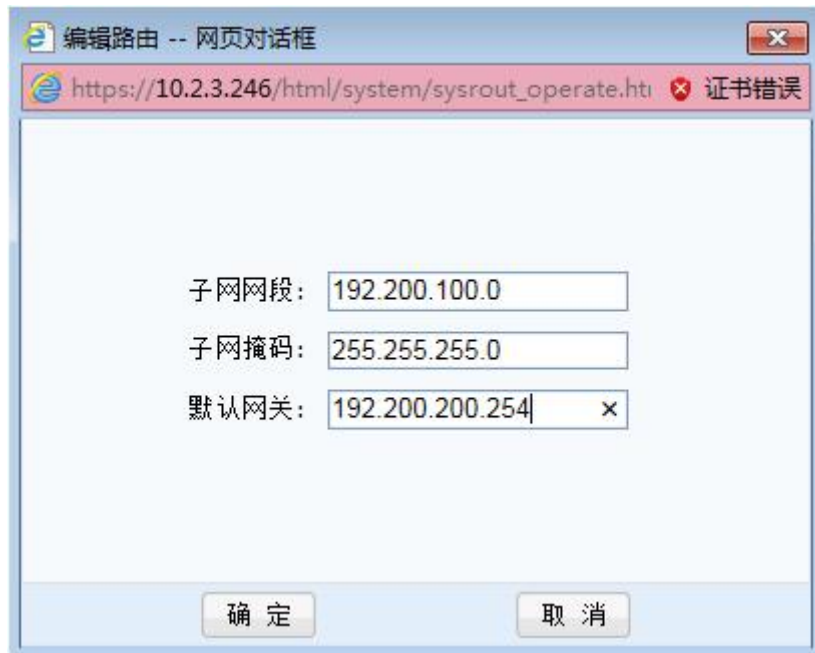 编辑路由 -- 网页对话框
https://10.2.3.246/html/system/sysrout_operate.ht 证书错误
子网网段： 192.200.100.0
子网掩码： 255.255.255.0
默认网关： 192.200.200.254
确 定 取 消